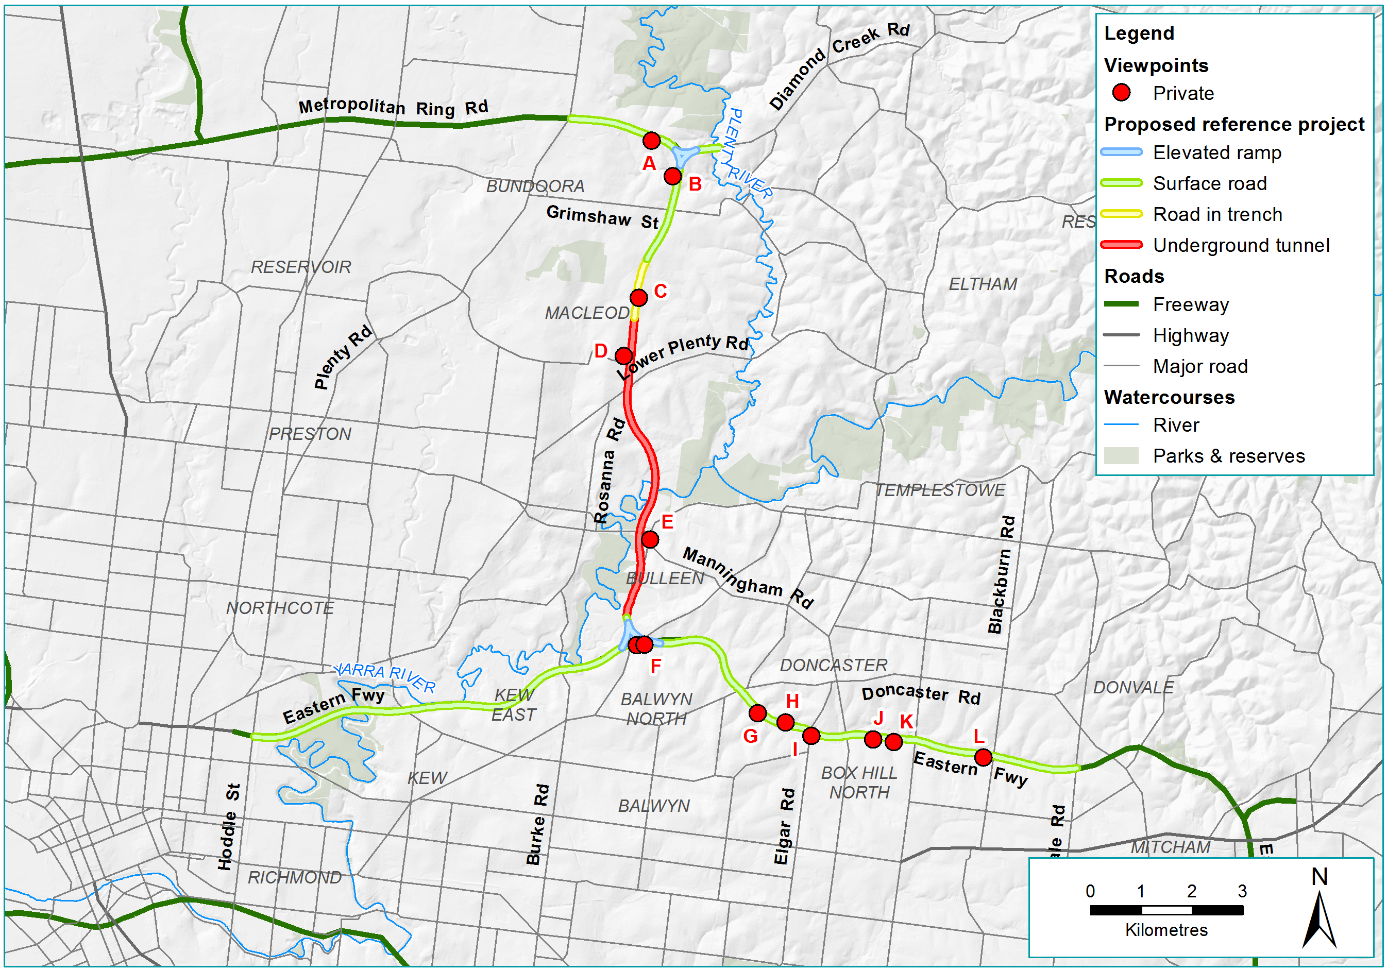 Diamond Creek Rd
Metropolitan Ring Rd
PLENTY RIVER
A
B
BUNDOORA
Grimshaw St
RES
RESERVOIR
ELTHAM
C
MACLEOD
Plenty Rd
D
Lower Plenty Rd
PRESTON
Rosanna Rd
TEMPLESTOWE
E
Blackburn Rd
Manningham Rd
BULLEEN
NORTHCOTE
F
DONCASTER
YARRA RIVER
Eastern Fwy
KEW
EAST
BALWYN
NORTH
Doncaster Rd
DONVALE
G
H
I
J
K
L
Eastern Fwy
KEW
BOX HILL
NORTH
BALWYN
Hoddle St
Burke Rd
Elgar Rd
ale Rd
MITCHAM
E
RICHMOND
Legend
Viewpoints
Private
Proposed reference project
Elevated ramp
Surface road
Road in trench
Underground tunnel
Roads
Freeway
Highway
Major road
Watercourses
River
Parks & reserves
0 1 2 3
Kilometres
N